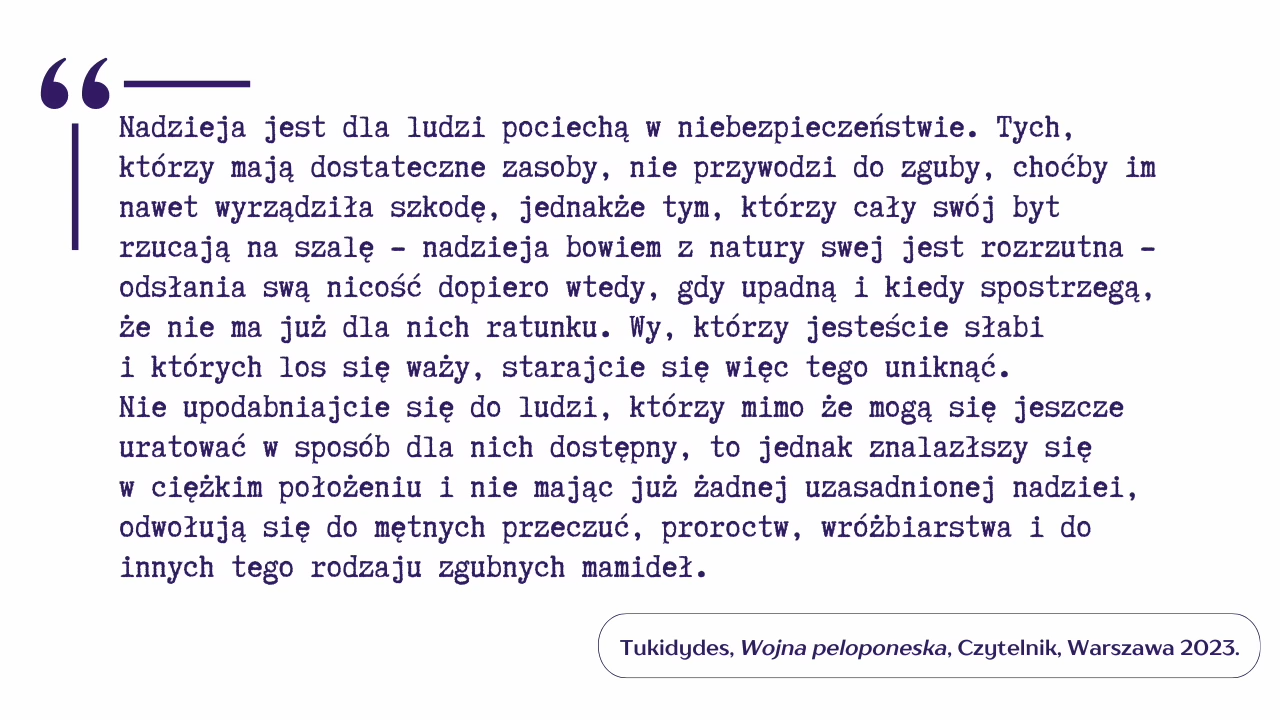 “
Nadzieja jest dla ludzi pociechą w niebezpieczeństwie. Tych,
którzy mają dostateczne zasoby, nie przywodzi do zguby, choćby im
nawet wyrządziła szkodę, jednakże tym, którzy cały swój byt
rzucają na szalę – nadzieja bowiem z natury swej jest rozrzutna –
odsłania swą nicość dopiero wtedy, gdy upadną i kiedy spostrzegą,
że nie ma już dla nich ratunku. Wy, którzy jesteście słabi
i których los się waży, starajcie się więc tego uniknąć.
Nie upodabniajcie się do ludzi, którzy mimo że mogą się jeszcze
uratować w sposób dla nich dostępny, to jednak znalazłszy się
w ciężkim położeniu i nie mając już żadnej uzasadnionej nadziei,
odwołują się do mętnych przeczuć, proroctw, wróżbiarstwa i do
innych tego rodzaju zgubnych mamideł.
Tukidydes, Wojna peloponeska, Czytelnik, Warszawa 2023.